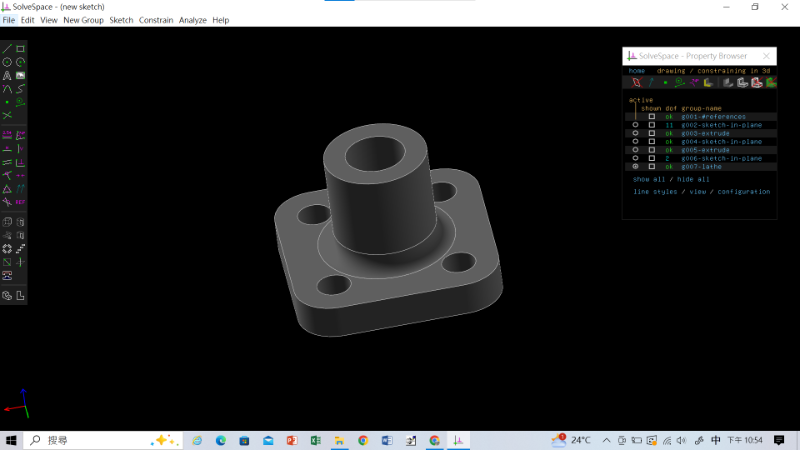 SolveSpace - (new sketch)
File Edit View New Group Sketch Constrain Analyze Help
SolveSpace - Property Browser
home drawing / constraining in 3d
active
shown dof group-name
ok g001-#references
11 g002-sketch-in-plane
ok g003-extrude
ok g004-sketch-in-plane
ok g005-extrude
2 g006-sketch-in-plane
ok g007-lathe
show all / hide all
line styles / view / configuration
搜尋
24°C
中
下午 10:54